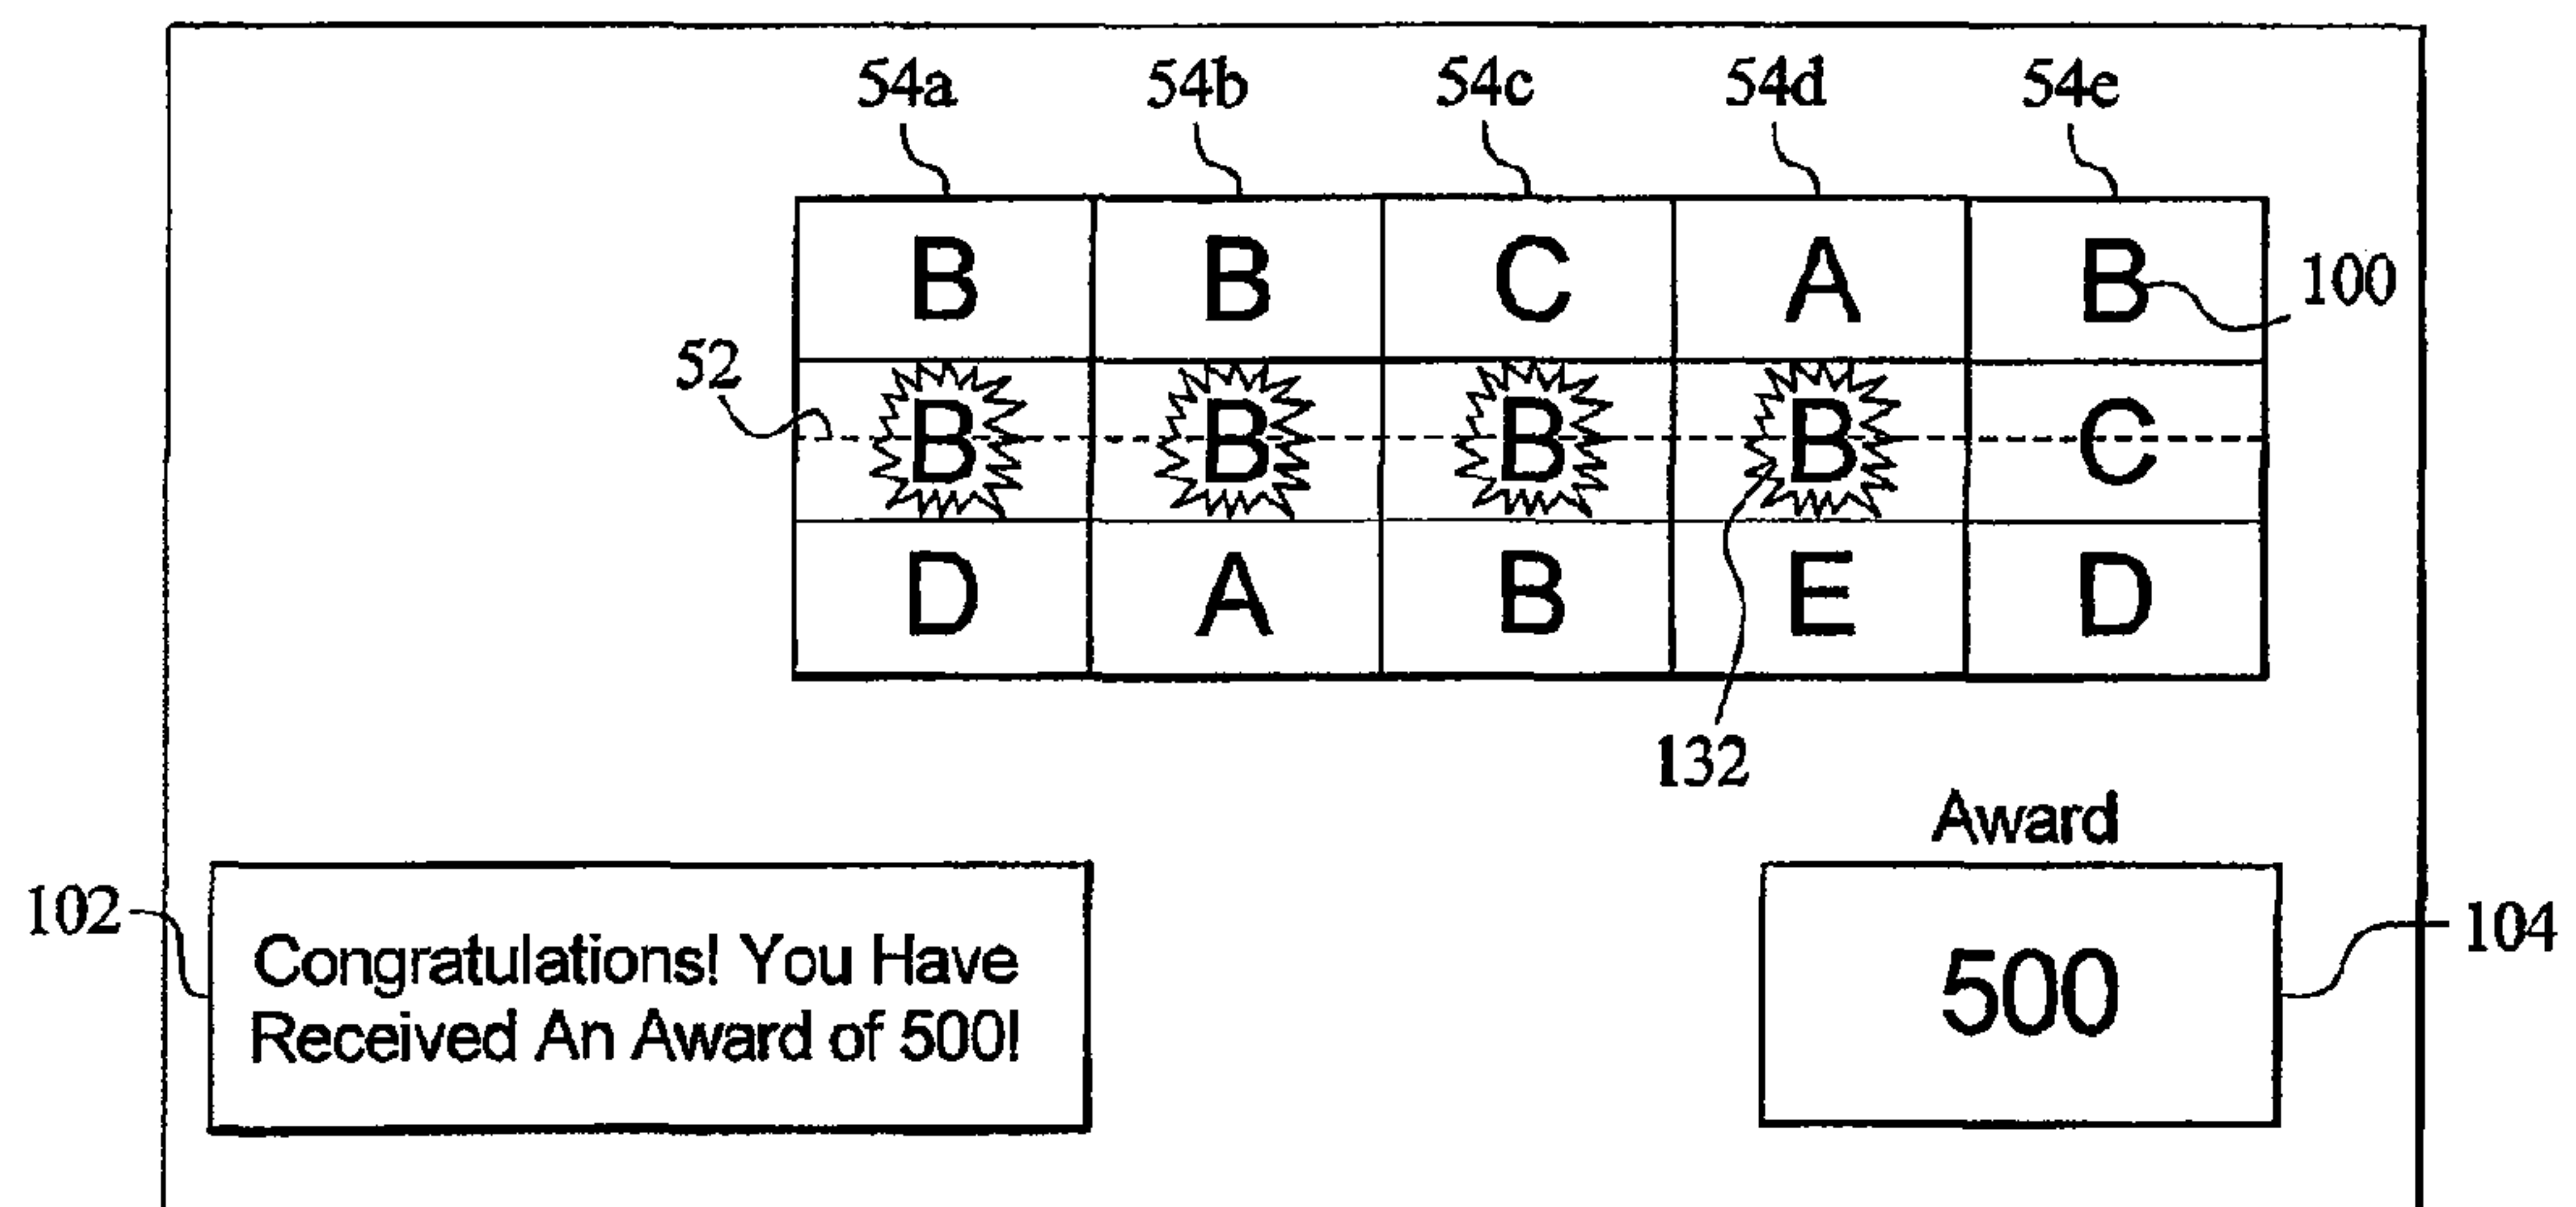 54a 54b 54c 54d 54e
B B C A B 100
52
B B B B C
D A B E D
132
Award
102
Congratulations! You Have
Received An Award of 500!
500
104